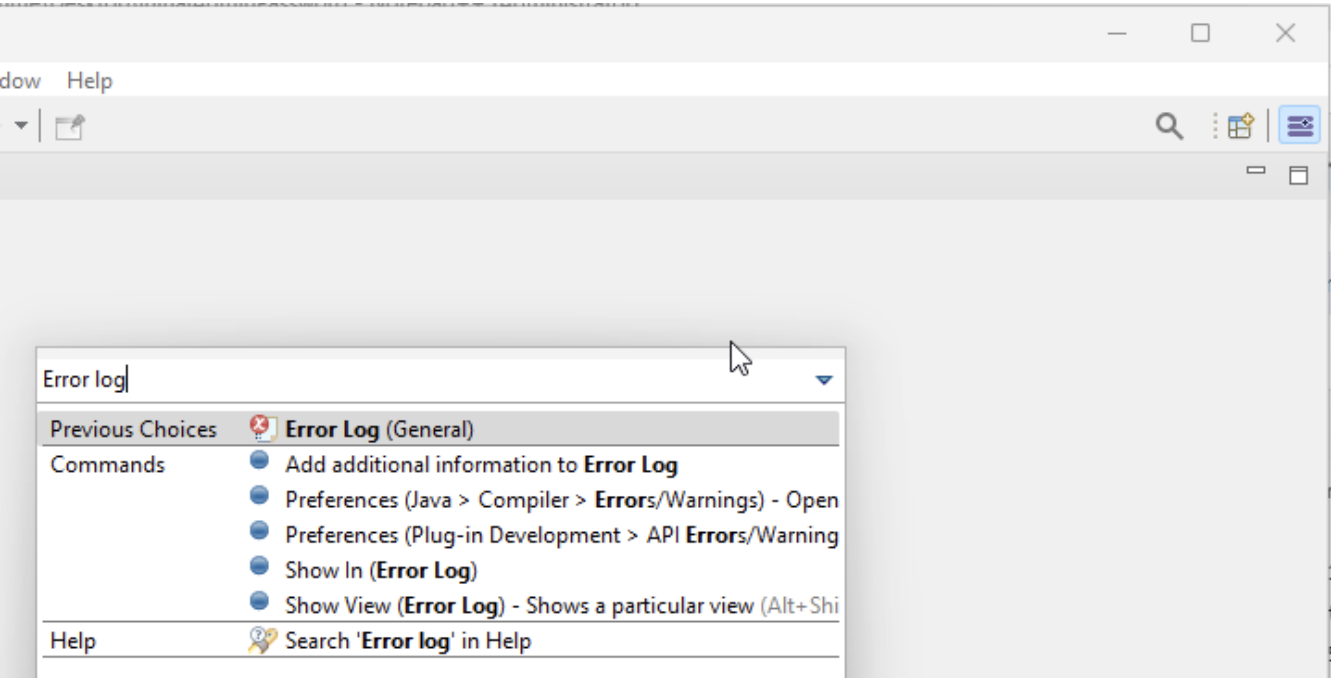 dow Help
Error log
Previous Choices Error Log (General)
Commands Add additional information to Error Log
Preferences (Java > Compiler > Errors/Warnings) - Open
Preferences (Plug-in Development > API Errors/Warning
Show In (Error Log)
Show View (Error Log) - Shows a particular view (Alt+Shi
Help Search 'Error log' in Help